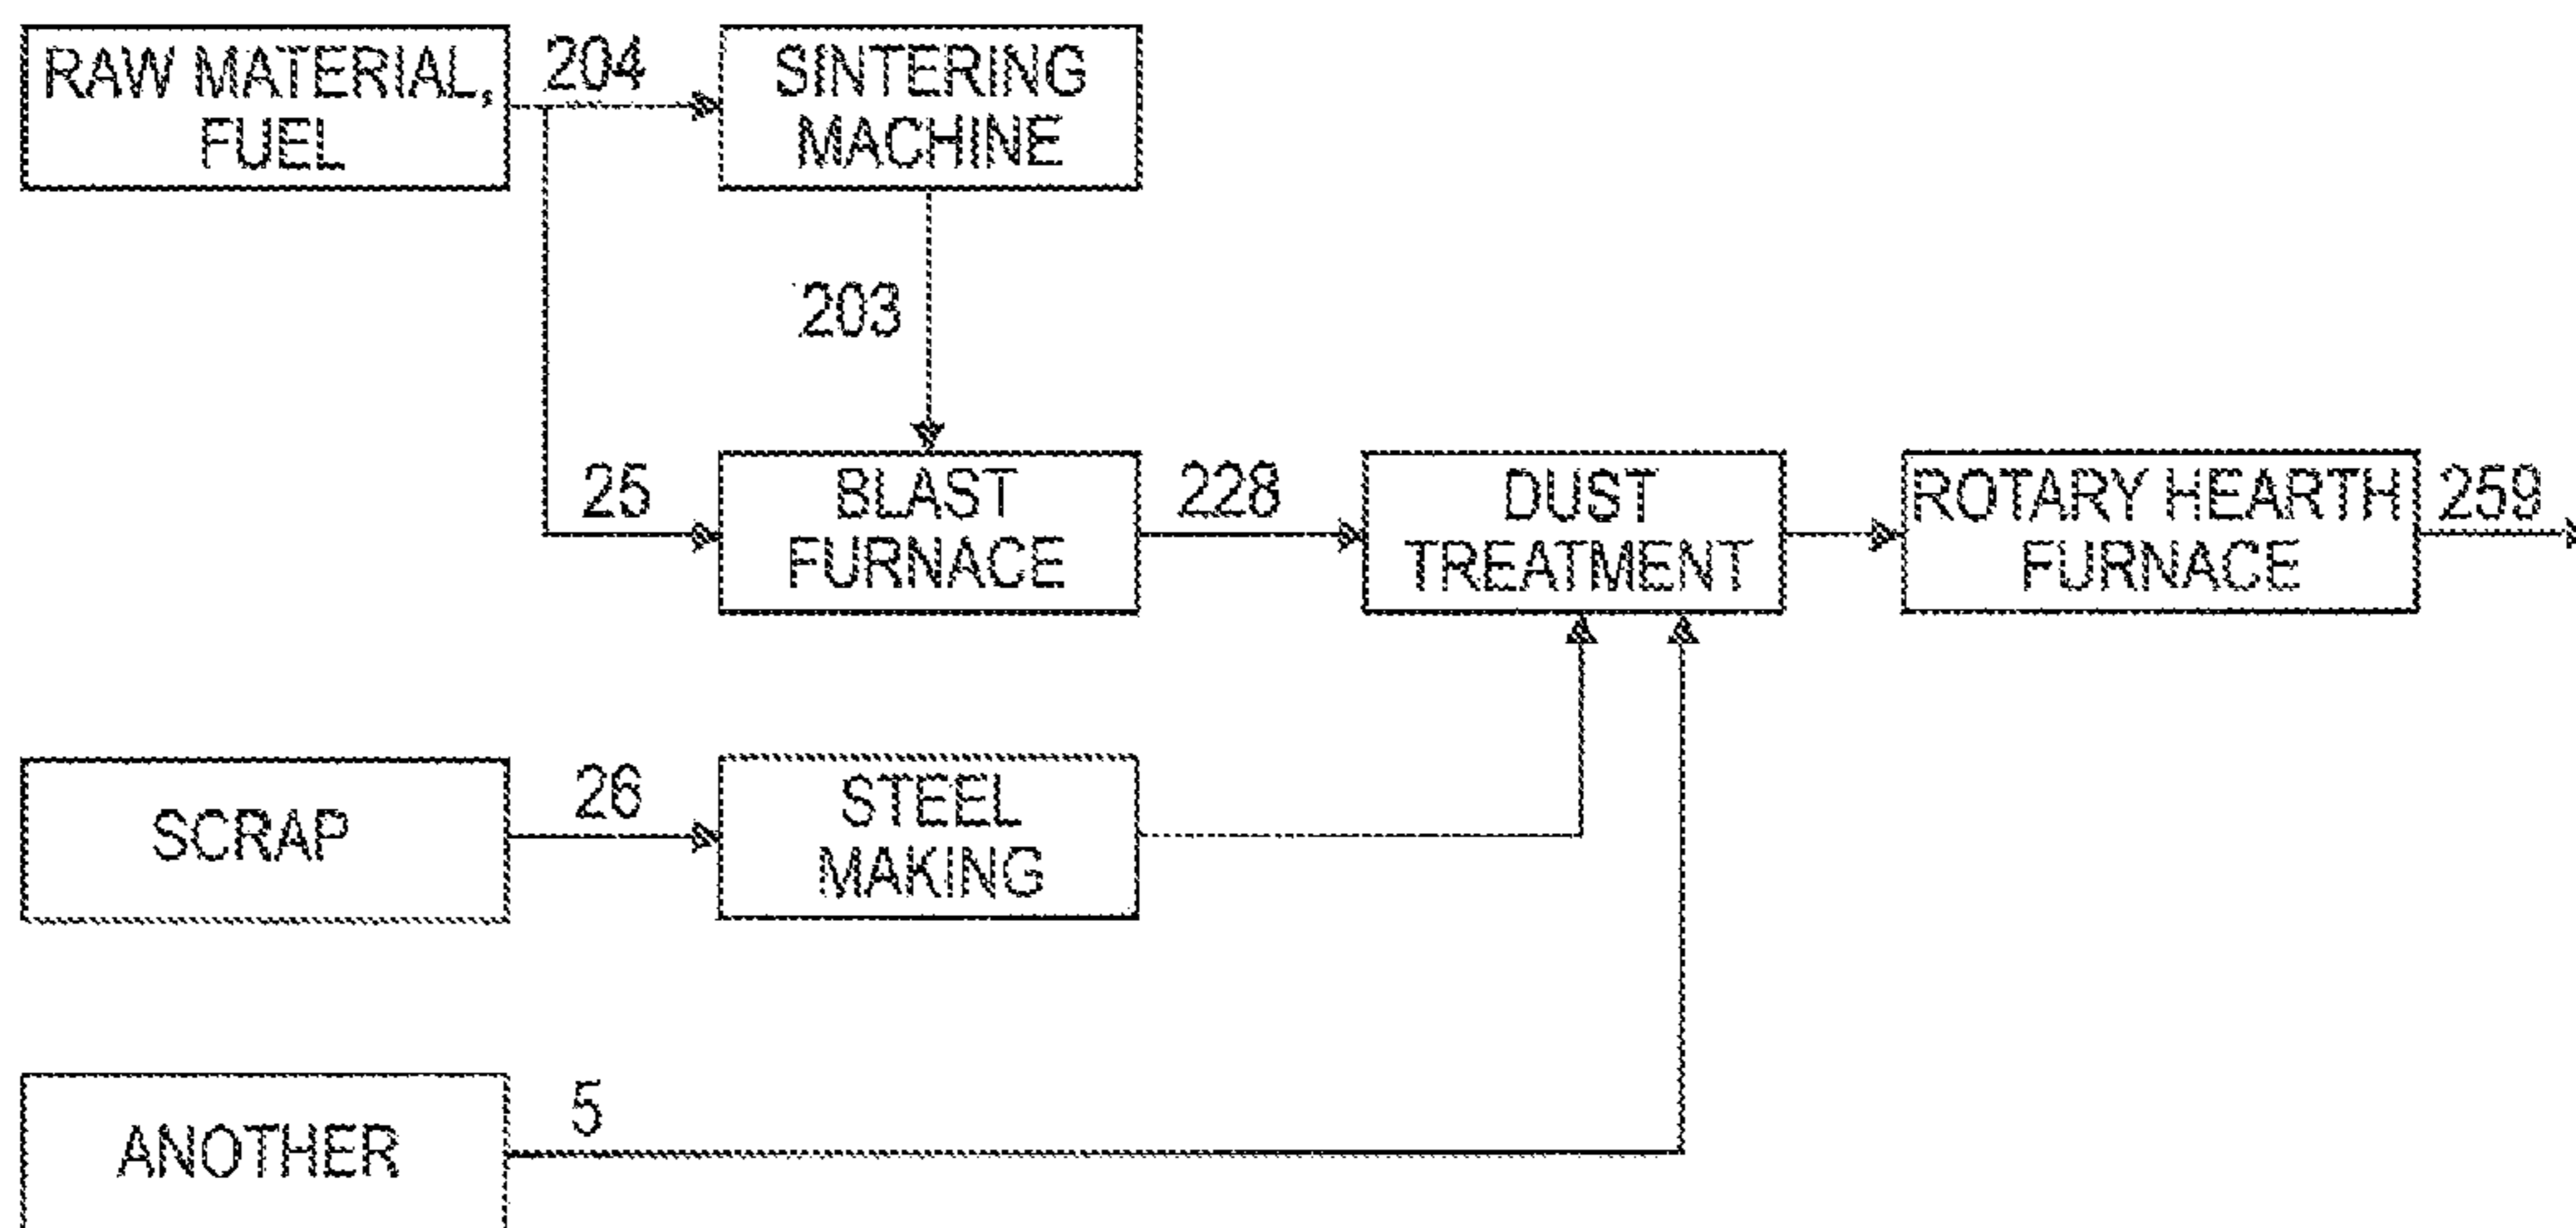 RAW MATERIAL,
FUEL
204
SINTERING
MACHINE
203
25
BLAST
FURNACE
228
DUST
TREATMENT
ROTARY HEARTH
FURNACE
259
SCRAP
26
STEEL
MAKING
ANOTHER
5